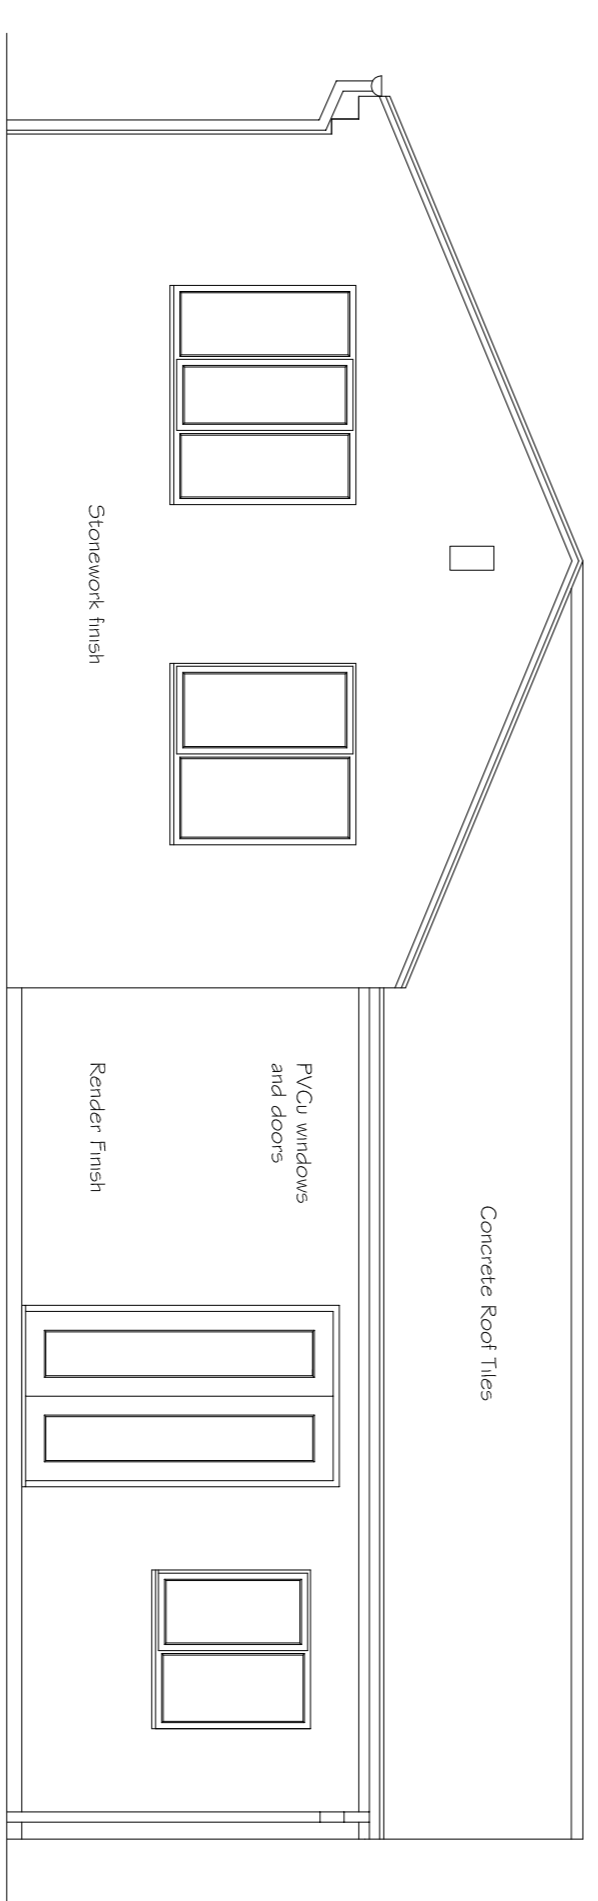 Concrete Roof Tiles
PVCu windows
and doors
Stonework finish
Render Finish